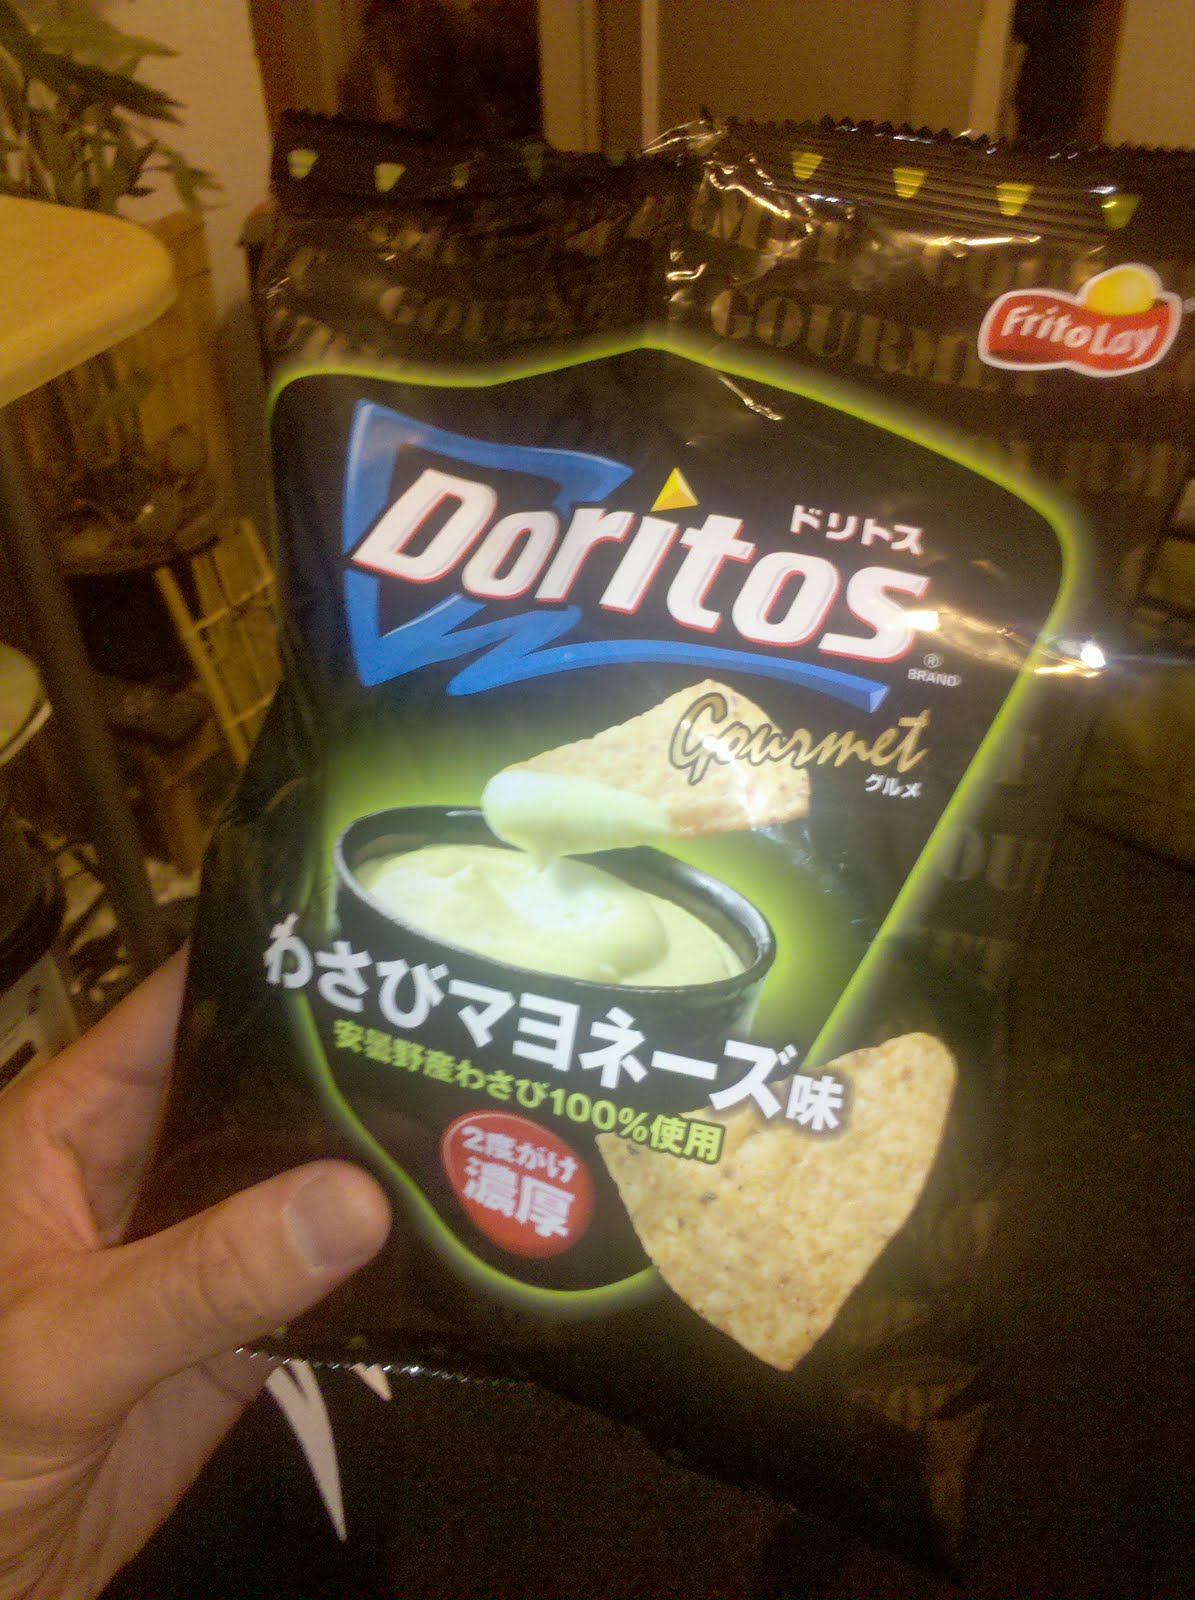 GOURMET
GOURM
FritoLay
Doritos
ドリトス
® BRAND
Gourmet
グルメ
わさびマヨネーズ味
安曇野産わさび100%使用
2度がけ
濃厚